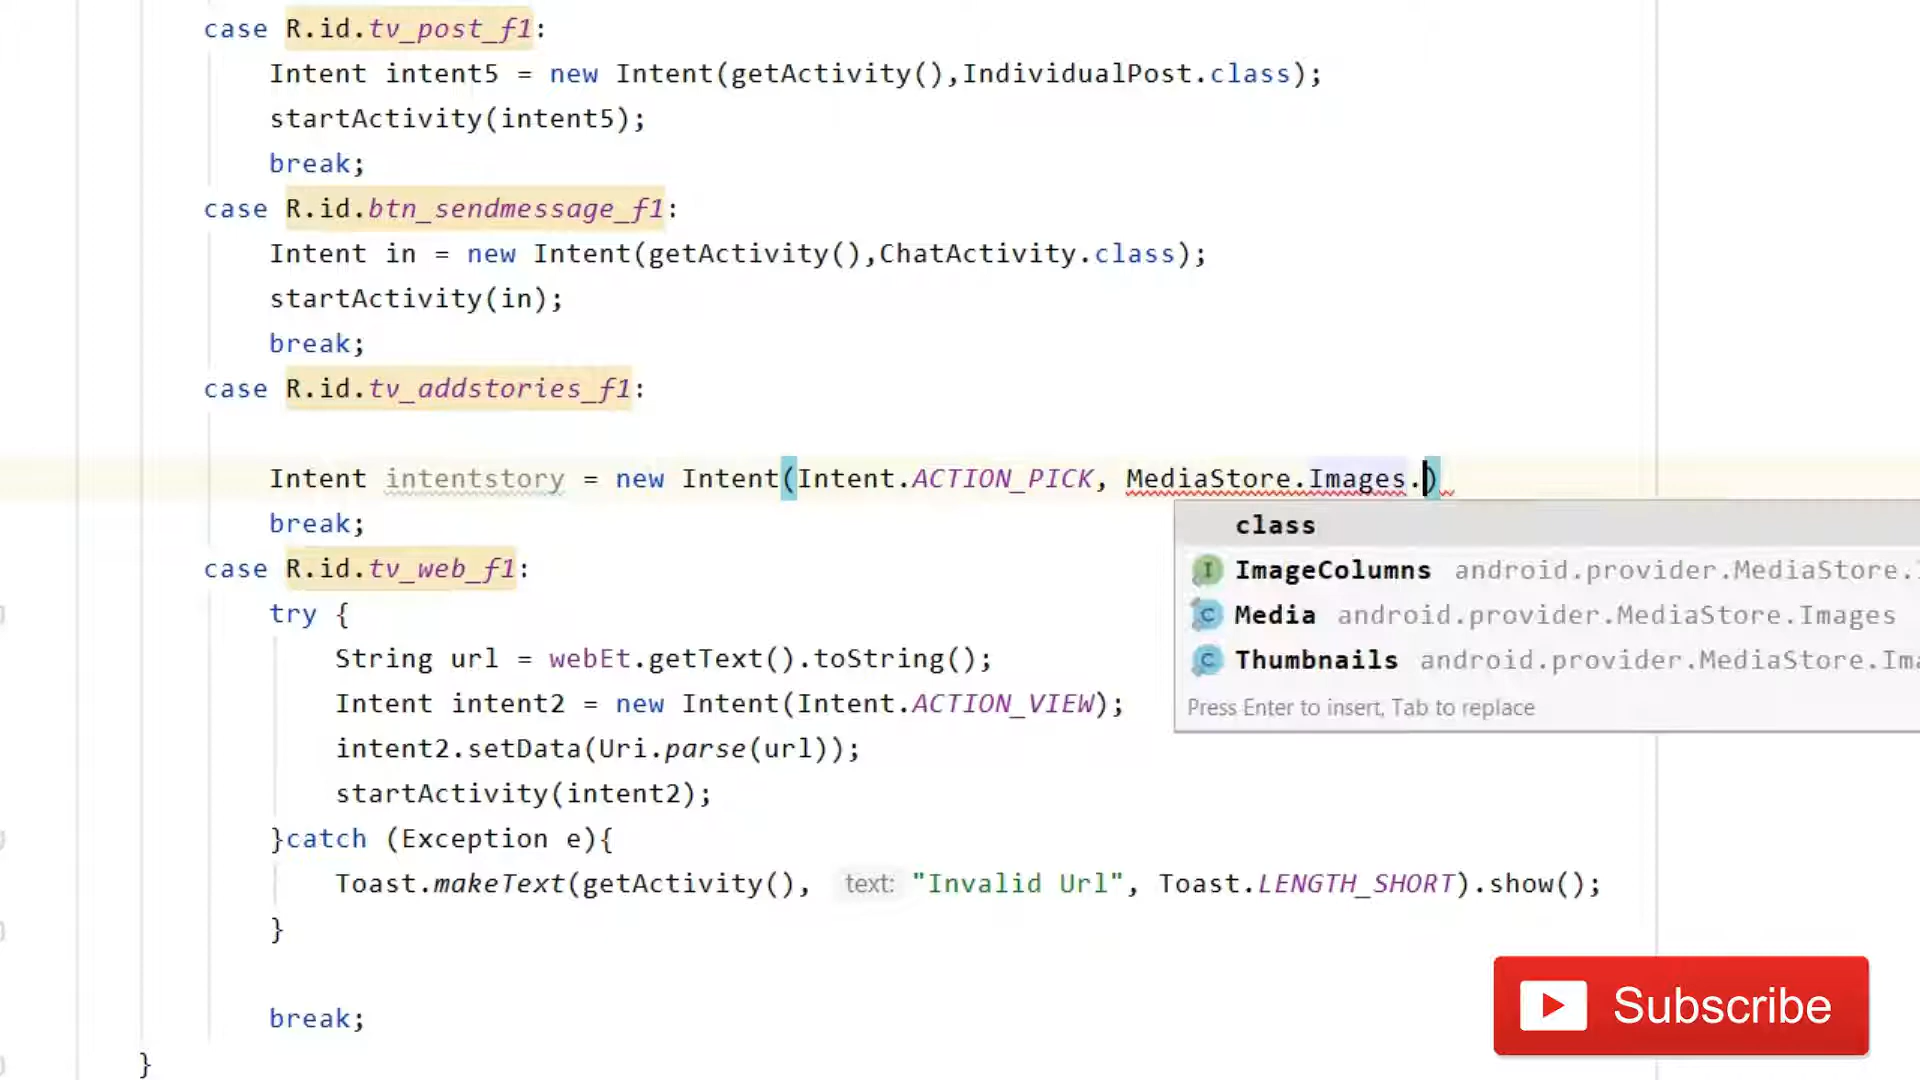 case R.id.tv_post_f1:
Intent intent5 = new Intent(getActivity(),IndividualPost.class);
startActivity(intent5);
break;
case R.id.btn_sendmessage_f1:
Intent in = new Intent(getActivity(),ChatActivity.class);
startActivity(in);
break;
case R.id.tv_addstories_f1:
Intent intentstory = new Intent(Intent.ACTION_PICK, MediaStore.Images.)
class
ImageColumns android.provider.MediaStore.
Media android.provider.MediaStore.Images
Thumbnails android.provider.MediaStore.Ima
Press Enter to insert, Tab to replace
break;
case R.id.tv_web_f1:
try {
String url = webEt.getText().toString();
Intent intent2 = new Intent(Intent.ACTION_VIEW);
intent2.setData(Uri.parse(url));
startActivity(intent2);
}catch (Exception e){
Toast.makeText(getActivity(), text: "Invalid Url", Toast.LENGTH_SHORT).show();
}
break;
}
Subscribe